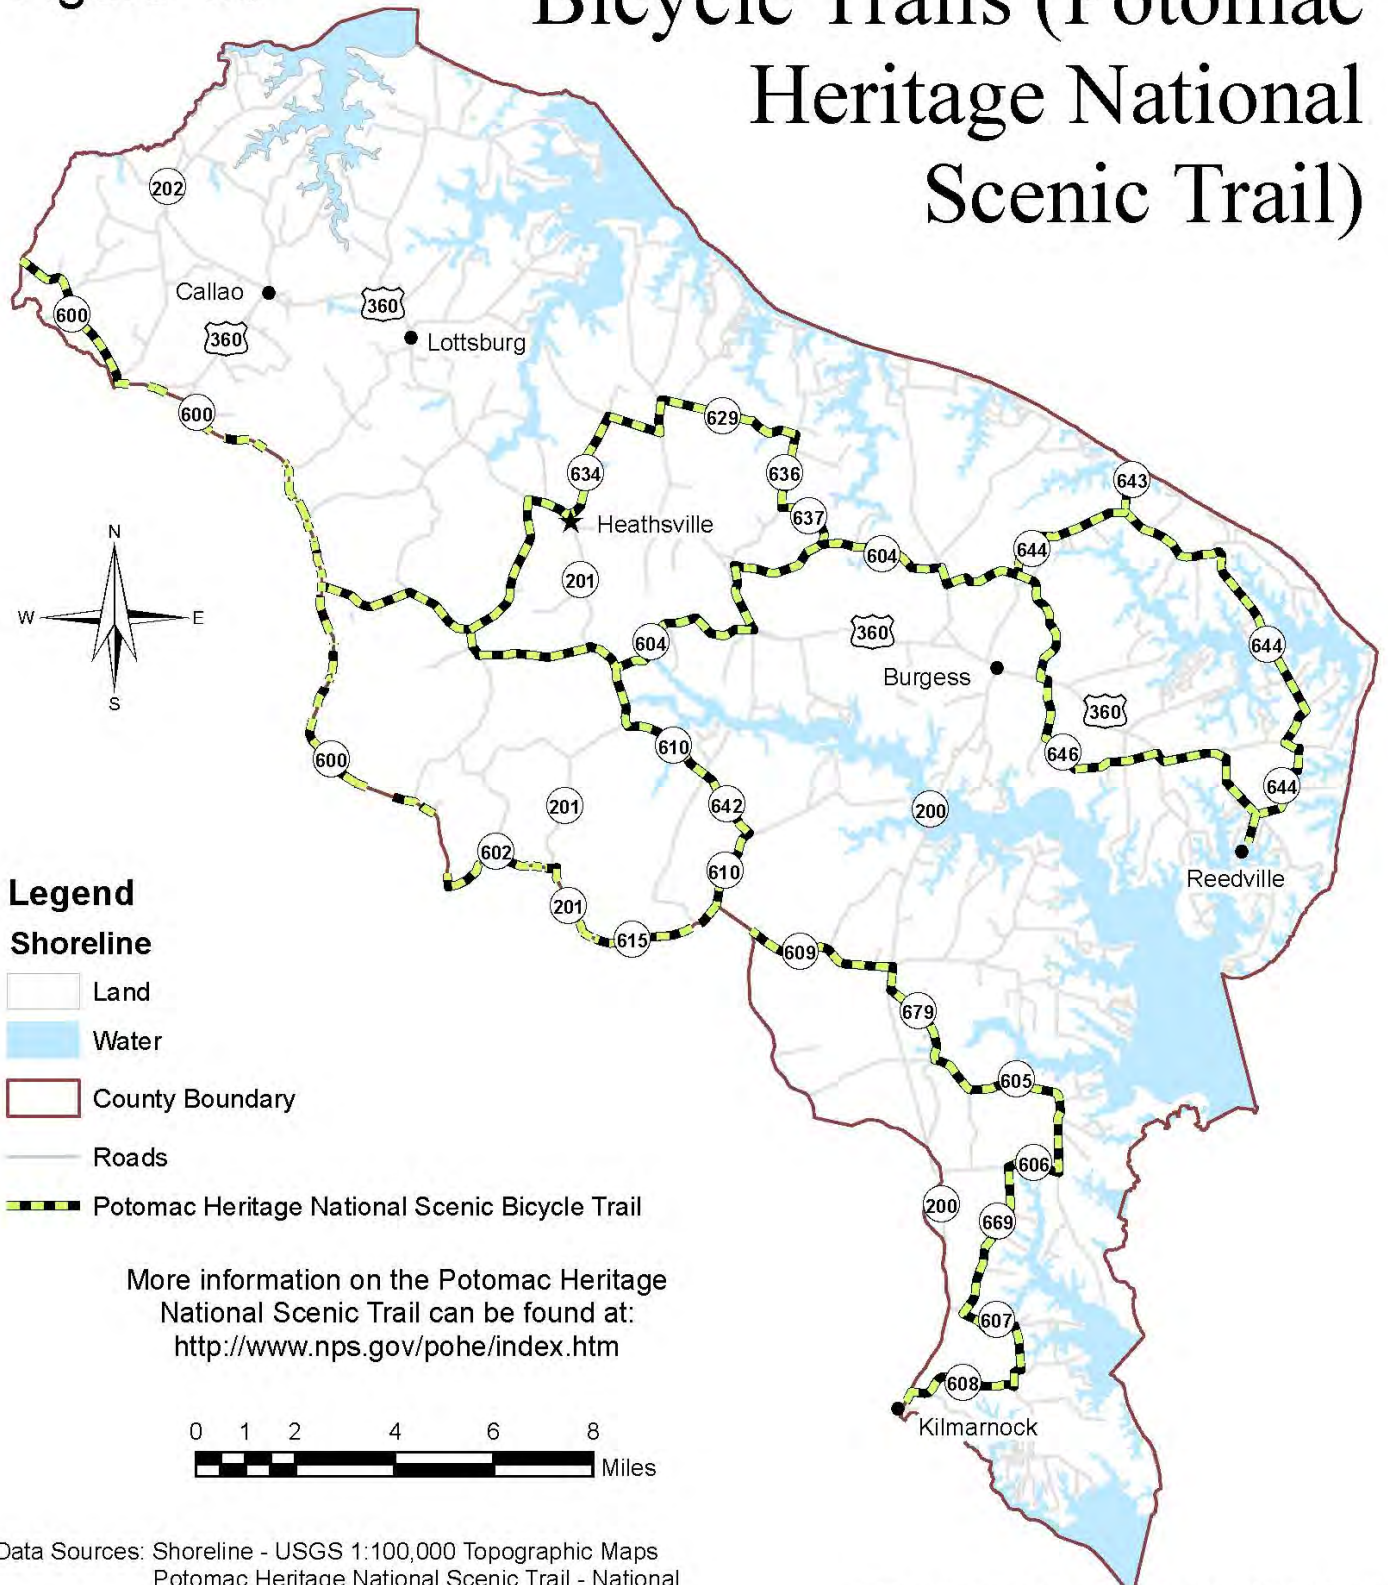 Bicycle Trails (Potomac
Heritage National
Scenic Trail)
202
Callao
360
600
360
Lottsburg
600
629
634
636
643
637
Heathsville
604
644
N
201
W
E
604
360
644
S
Burgess
360
610
646
600
644
201
642
200
602
610
Reedville
201
615
609
679
605
606
200
669
607
608
Kilmarnock
Legend
Shoreline
Land
Water
County Boundary
Roads
Potomac Heritage National Scenic Bicycle Trail
More information on the Potomac Heritage
National Scenic Trail can be found at:
http://www.nps.gov/pohe/index.htm
0 1 2 4 6 8
Miles
Data Sources: Shoreline - USGS 1:100,000 Topographic Maps
Potomac Heritage National Scenic Trail - National